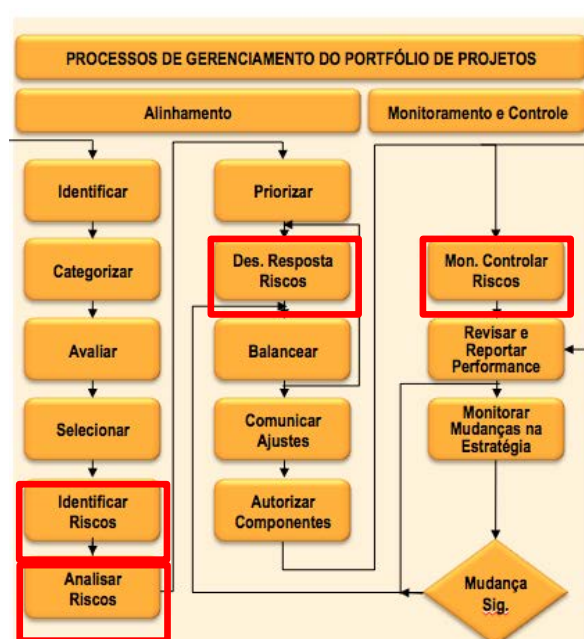 PROCESSOS DE GERENCIAMENTO DO PORTFÓLIO DE PROJETOS
Alinhamento
Monitoramento e Controle
Identificar
Categorizar
Avaliar
Selecionar
Identificar
Riscos
Analisar
Riscos
Priorizar
Des. Resposta
Riscos
Balancear
Comunicar
Ajustes
Autorizar
Componentes
Mon. Controlar
Riscos
Revisar e
Reportar
Performance
Monitorar
Mudanças na
Estratégia
Mudança
Sig.